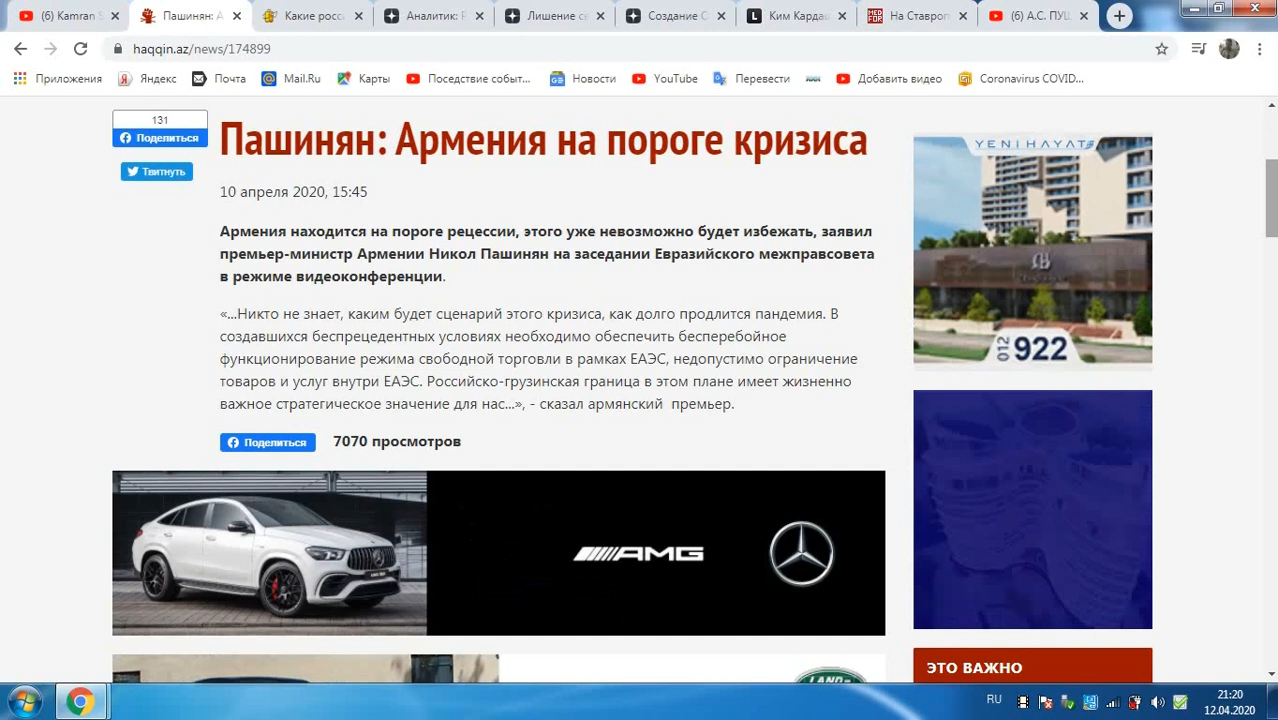 (6) Kamran S
Пашинян: А
Какие росс
Аналитик: Р
Лишение св
Создание С
Ким Кардаш
На Ставроп
(6) А.С. ПУШ
haqqin.az/news/174899
Приложения
Яндекс
Почта
Mail.Ru
Карты
Поседствие событ...
Новости
YouTube
Перевести
Добавить видео
Coronavirus COVID...
131
Поделиться
Твитнуть
Пашинян: Армения на пороге кризиса
10 апреля 2020, 15:45
Армения находится на пороге рецессии, этого уже невозможно будет избежать, заявил
премьер-министр Армении Никол Пашинян на заседании Евразийского межправсовета
в режиме видеоконференции.
«...Никто не знает, каким будет сценарий этого кризиса, как долго продлится пандемия. В
создавшихся беспрецедентных условиях необходимо обеспечить бесперебойное
функционирование режима свободной торговли в рамках ЕАЭС, недопустимо ограничение
товаров и услуг внутри ЕАЭС. Российско-грузинская граница в этом плане имеет жизненно
важное стратегическое значение для нас...», - сказал армянский премьер.
Поделиться
7070 просмотров
YENI HAYAT
012 922
AMG
LAND
ЭТО ВАЖНО
RU
21:20
12.04.2020